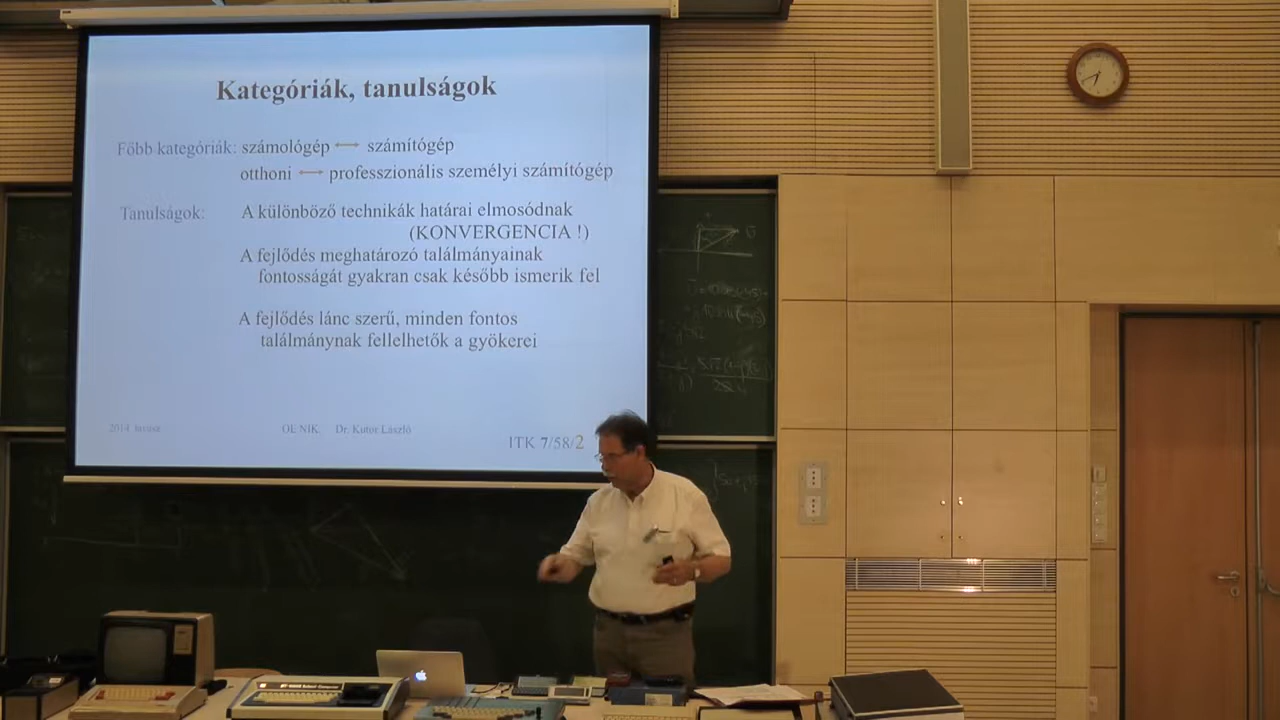 Kategóriák, tanulságok
Főbb kategóriák: számológép ↔ számítógép
otthoni ↔ professzionális személyi számítógép
Tanulságok: A különböző technikák határai elmosódnak
(KONVERGENCIA !)
A fejlődés meghatározó találmányainak
fontosságát gyakran csak később ismerik fel
A fejlődés lánc szerű, minden fontos
találmánynak fellelhetők a gyökerei
2014. tavasz OE NIK Dr. Kutor László ITK 7/58/2